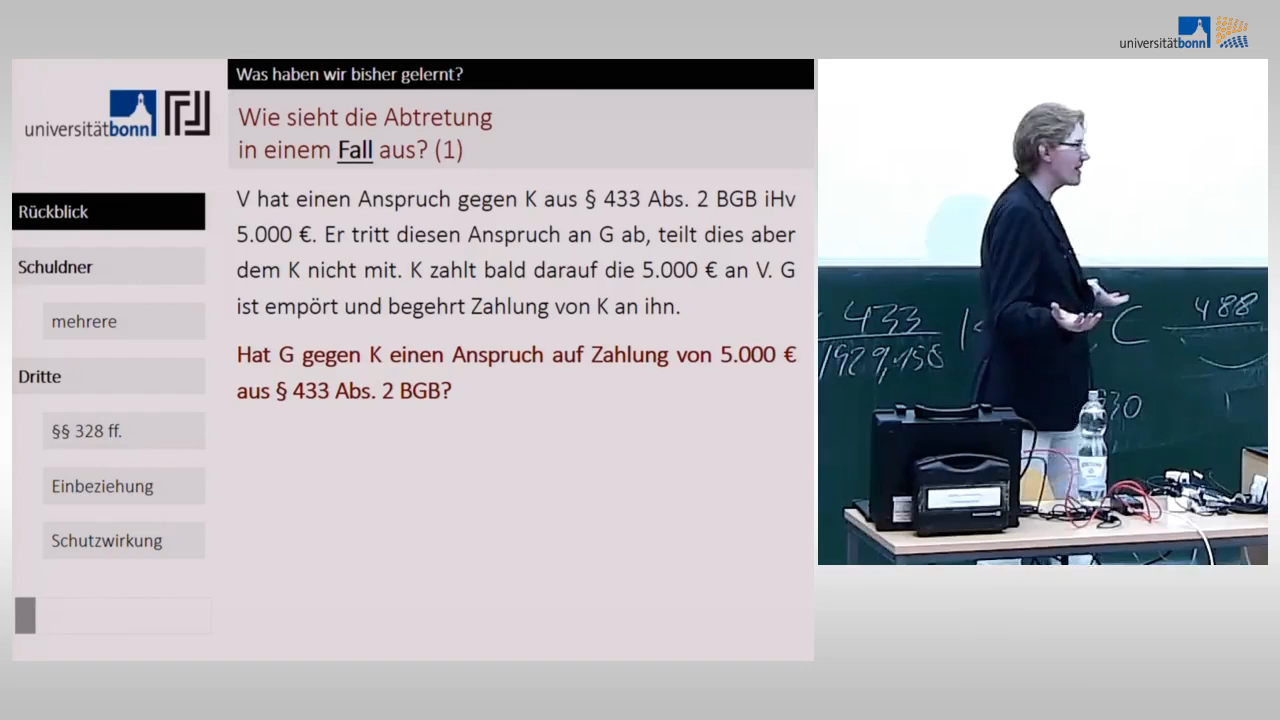 universitätbonn
Was haben wir bisher gelernt?
universitätbonn
Wie sieht die Abtretung
in einem Fall aus? (1)
Rückblick
Schuldner
mehrere
Dritte
§§ 328 ff.
Einbeziehung
Schutzwirkung
V hat einen Anspruch gegen K aus § 433 Abs. 2 BGB iHv
5.000 €. Er tritt diesen Anspruch an G ab, teilt dies aber
dem K nicht mit. K zahlt bald darauf die 5.000 € an V. G
ist empört und begehrt Zahlung von K an ihn.
Hat G gegen K einen Anspruch auf Zahlung von 5.000 €
aus § 433 Abs. 2 BGB?
433
C
488